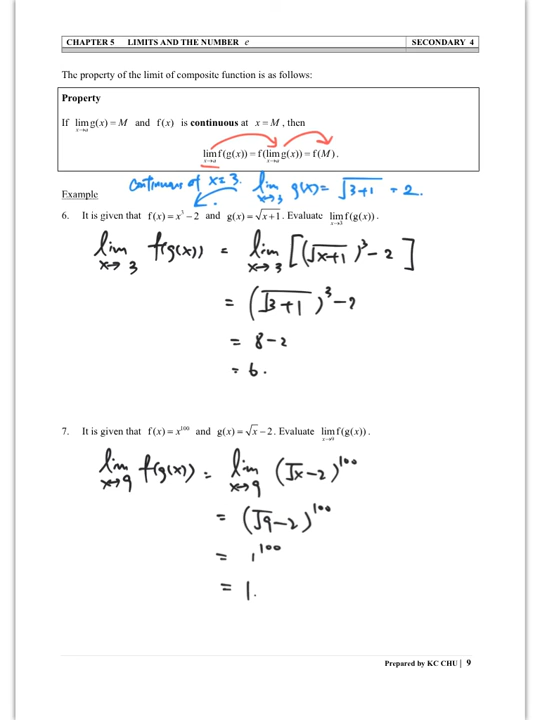 CHAPTER 5 LIMITS AND THE NUMBER e SECONDARY 4
The property of the limit of composite function is as follows:
Property
If lim x→a g(x) = M and f(x) is continuous at x = M , then
lim x→a f(g(x)) = f(lim x→a g(x)) = f(M) .
continuous of x = 3. lim x→3 g(x) = √(3+1) = 2.
Example
6. It is given that f(x) = x³ − 2 and g(x) = √(x+1) . Evaluate lim x→3 f(g(x)) .
lim x→3 f(g(x)) = lim x→3 [(√(x+1))³ − 2]
= (√(3+1))³ − 2
= 8 − 2
= 6.
7. It is given that f(x) = x¹⁰⁰ and g(x) = √x − 2 . Evaluate lim x→9 f(g(x)) .
lim x→9 f(g(x)) = lim x→9 (√x − 2)¹⁰⁰
= (√9 − 2)¹⁰⁰
= 1¹⁰⁰
= 1.
Prepared by KC CHU | 9